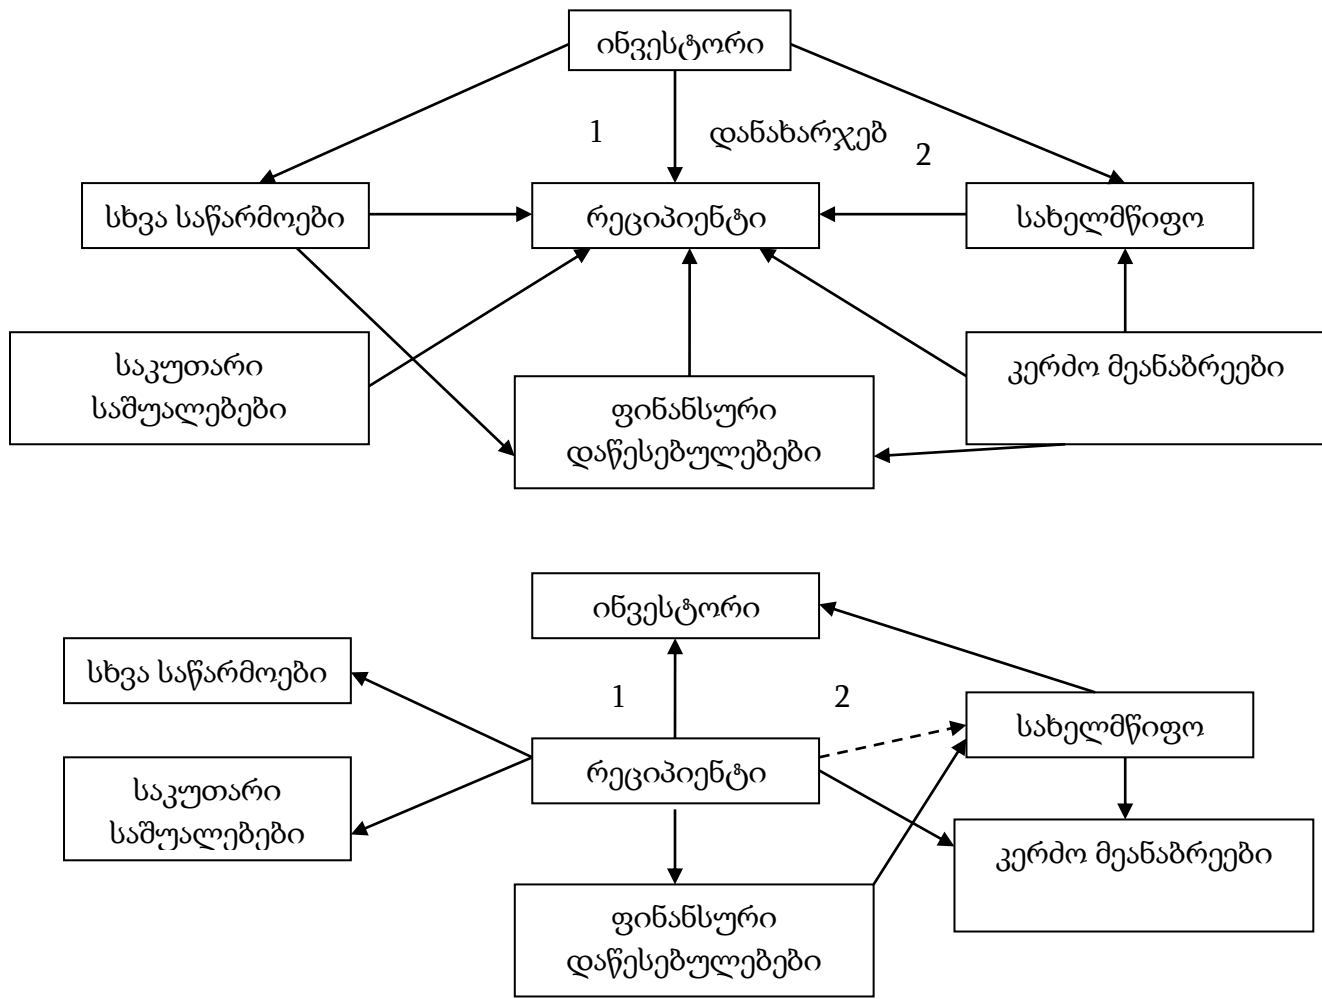 ინვესტორი
1
დანახარჯებ
2
სხვა საწარმოები
რეციპიენტი
სახელმწიფო
საკუთარი
საშუალებები
ფინანსური
დაწესებულებები
კერძო მეანაბრეები
ინვესტორი
სხვა საწარმოები
1
2
სახელმწიფო
რეციპიენტი
საკუთარი
საშუალებები
კერძო მეანაბრეები
ფინანსური
დაწესებულებები